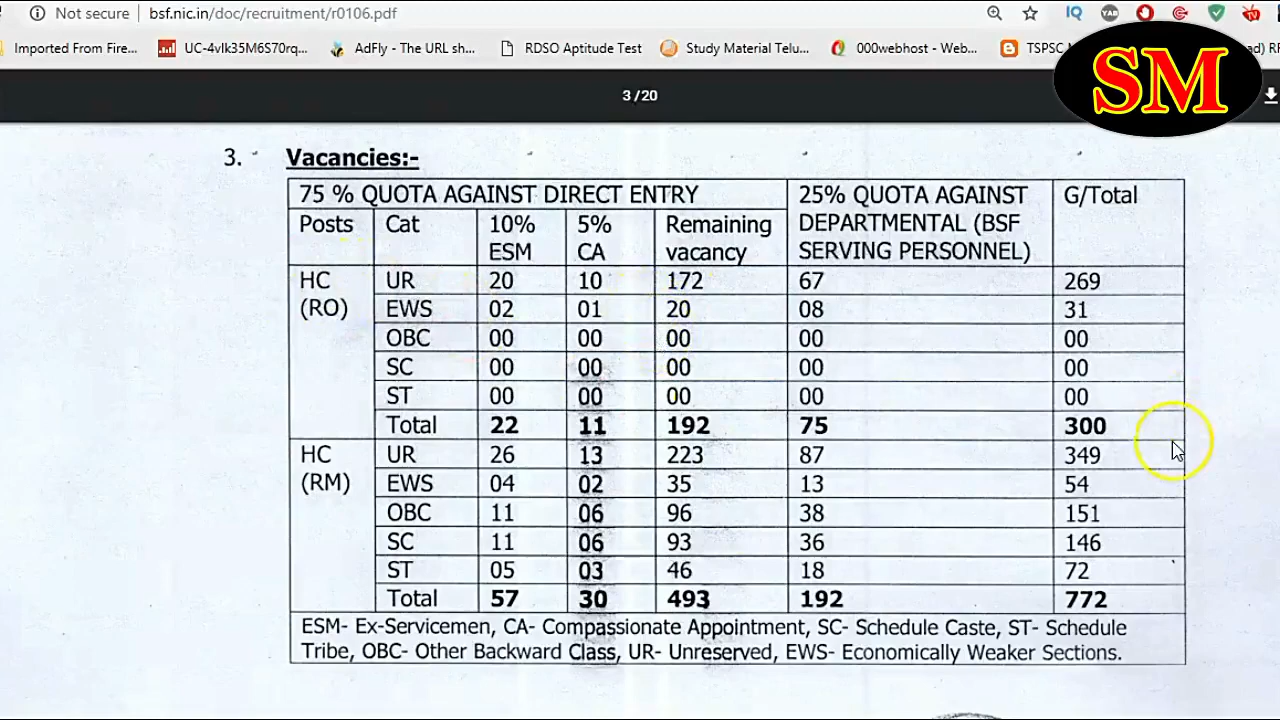 Not secure | bsf.nic.in/doc/recruitment/r0106.pdf
Imported From Fire... UC-4vlk35M6S70rq... AdFly - The URL sh... RDSO Aptitude Test Study Material Telu... 000webhost - Web... TSPSC
SM
3 / 20
3. Vacancies:-
75 % QUOTA AGAINST DIRECT ENTRY 25% QUOTA AGAINST DEPARTMENTAL (BSF SERVING PERSONNEL) G/Total
Posts Cat 10% ESM 5% CA Remaining vacancy
HC (RO) UR 20 10 172 67 269
EWS 02 01 20 08 31
OBC 00 00 00 00 00
SC 00 00 00 00 00
ST 00 00 00 00 00
Total 22 11 192 75 300
HC (RM) UR 26 13 223 87 349
EWS 04 02 35 13 54
OBC 11 06 96 38 151
SC 11 06 93 36 146
ST 05 03 46 18 72
Total 57 30 493 192 772
ESM- Ex-Servicemen, CA- Compassionate Appointment, SC- Schedule Caste, ST- Schedule
Tribe, OBC- Other Backward Class, UR- Unreserved, EWS- Economically Weaker Sections.